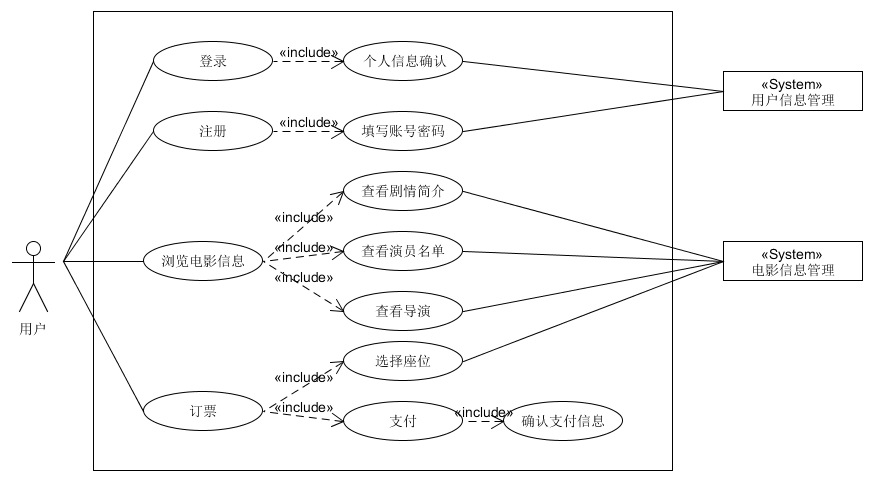 登录
«include»
个人信息确认
«System»
用户信息管理
注册
«include»
填写账号密码
查看剧情简介
«include»
浏览电影信息
«include»
查看演员名单
«System»
电影信息管理
«include»
查看导演
用户
选择座位
«include»
订票
«include»
支付
«include»
确认支付信息